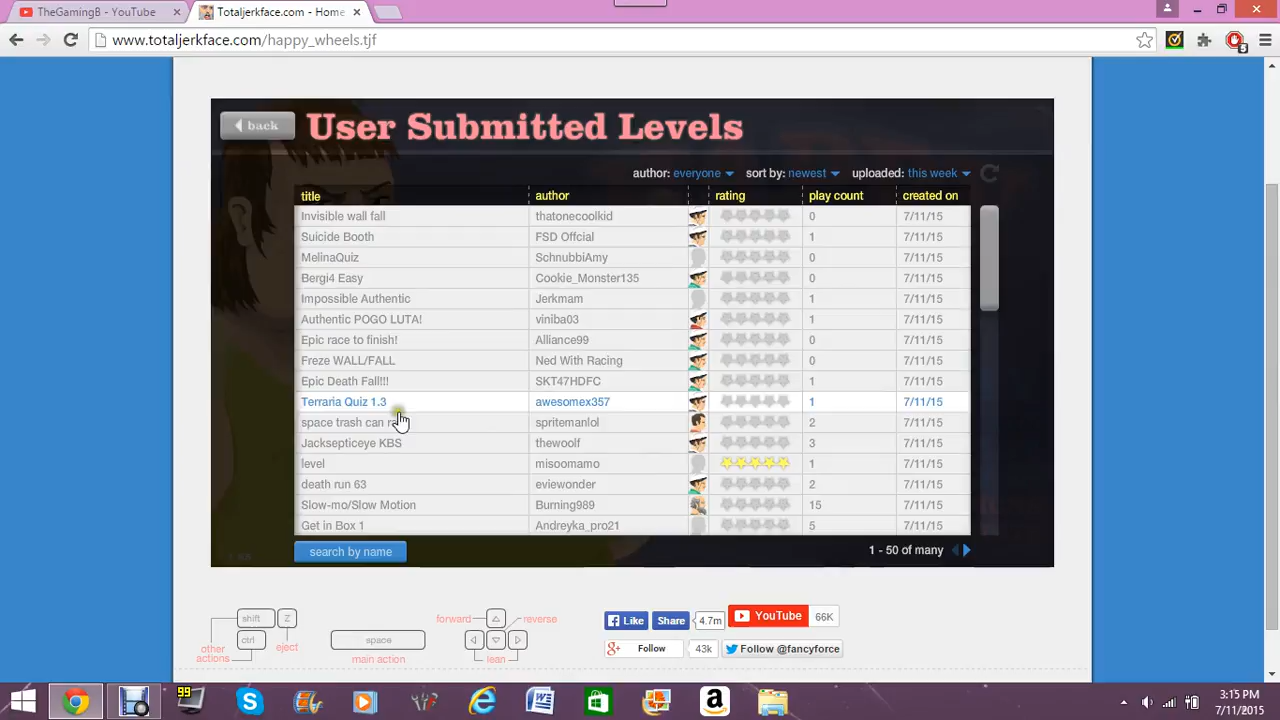 TheGamingB - YouTube
Totaljerkface.com - Home
www.totaljerkface.com/happy_wheels.tjf
back
User Submitted Levels
author: everyone sort by: newest uploaded: this week
title author rating play count created on
Invisible wall fall thatonecoolkid 0 7/11/15
Suicide Booth FSD Offcial 1 7/11/15
MelinaQuiz SchnubbiAmy 0 7/11/15
Bergi4 Easy Cookie_Monster135 0 7/11/15
Impossible Authentic Jerkmam 1 7/11/15
Authentic POGO LUTA! viniba03 1 7/11/15
Epic race to finish! Alliance99 0 7/11/15
Freze WALL/FALL Ned With Racing 0 7/11/15
Epic Death Fall!!! SKT47HDFC 1 7/11/15
Terraria Quiz 1.3 awesomex357 1 7/11/15
space trash can spritemanlol 2 7/11/15
Jacksepticeye KBS thewoolf 3 7/11/15
level misoomamo 1 7/11/15
death run 63 eviewonder 2 7/11/15
Slow-mo/Slow Motion Burning989 15 7/11/15
Get in Box 1 Andreyka_pro21 5 7/11/15
search by name
1 - 50 of many
shift Z
ctrl
other actions
eject
space
main action
forward
reverse
lean
Like Share 4.7m
YouTube 66K
Follow 43k
Follow @fancyforce
99
3:15 PM
7/11/2015